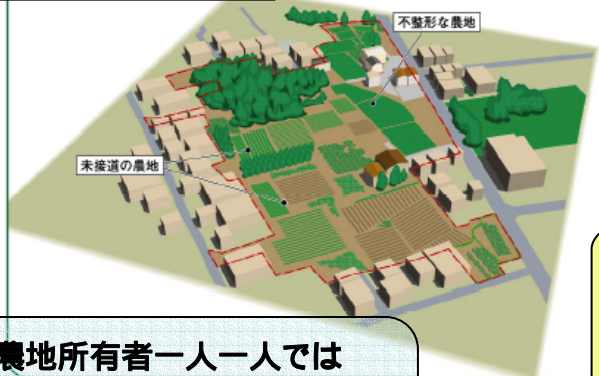 不整形な農地
未接道の農地
農地所有者一人一人では